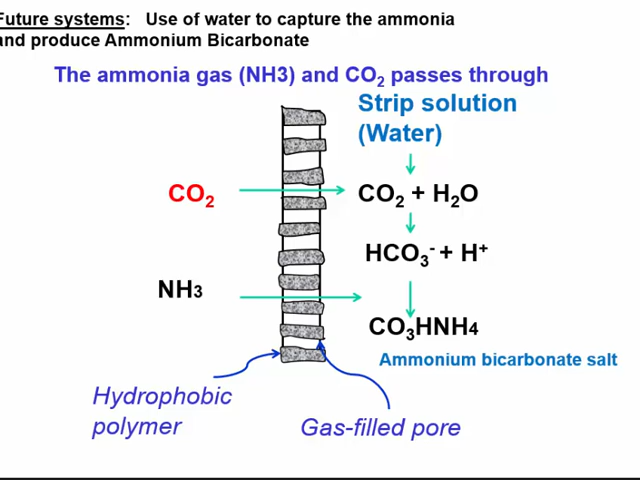 Future systems: Use of water to capture the ammonia
and produce Ammonium Bicarbonate
The ammonia gas (NH3) and CO₂ passes through
Strip solution
(Water)
CO₂
CO₂ + H₂O
HCO₃⁻ + H⁺
NH3
CO₃HNH4
Ammonium bicarbonate salt
Hydrophobic
polymer
Gas-filled pore